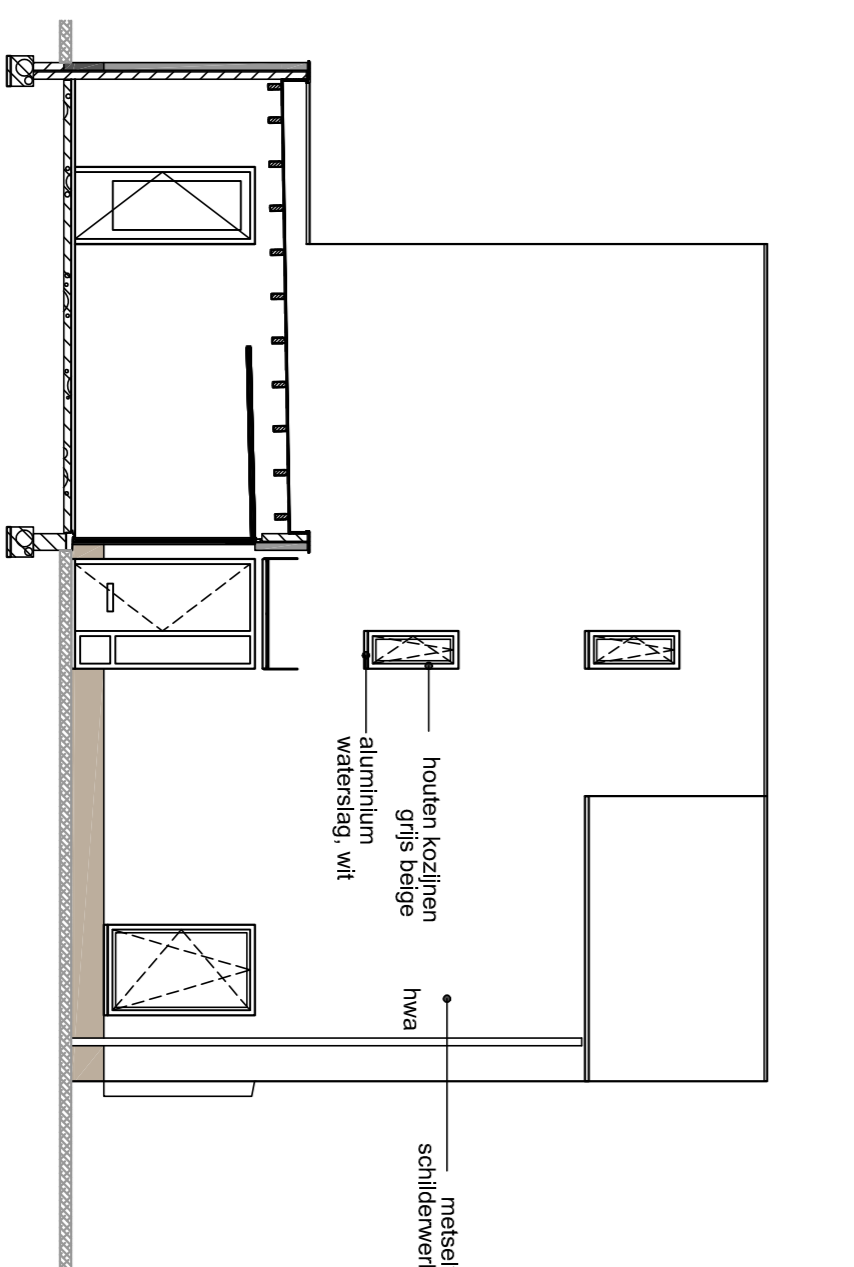 houten kozijnen
grijs beige
aluminium
waterslag, wit
hwa
metsel
schilderwerk